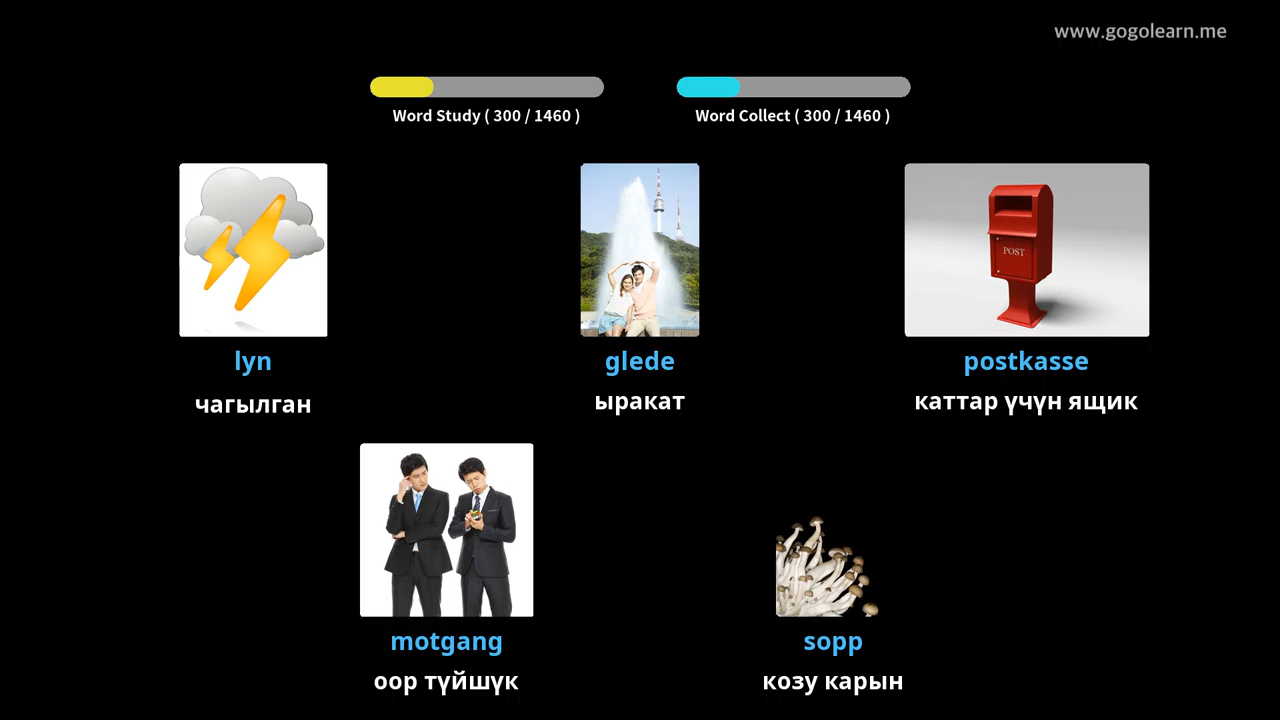 www.gogolearn.me
Word Study ( 300 / 1460 )
Word Collect ( 300 / 1460 )
POST
lyn
glede
postkasse
чагылган
ыракат
каттар үчүн ящик
motgang
sopp
оор түйшүк
козу карын